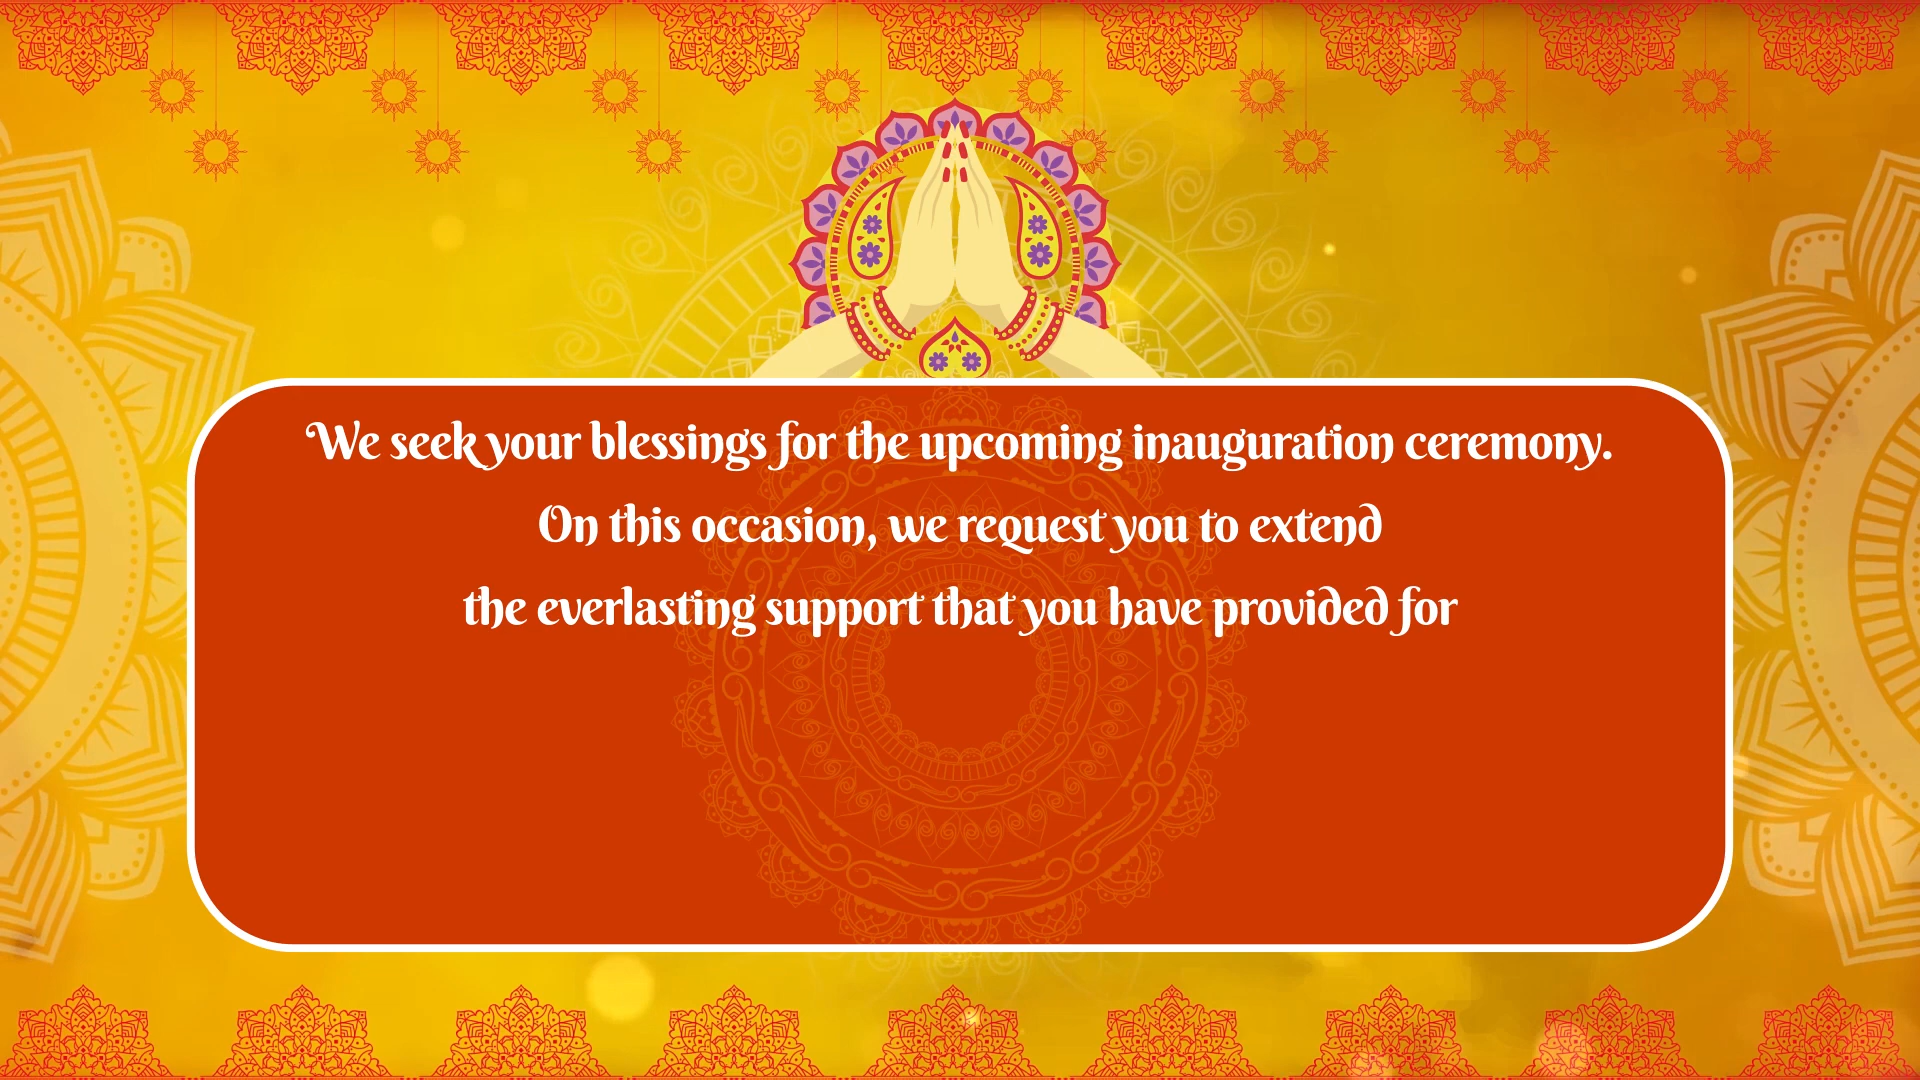 We seek your blessings for the upcoming inauguration ceremony.
On this occasion, we request you to extend
the everlasting support that you have provided for